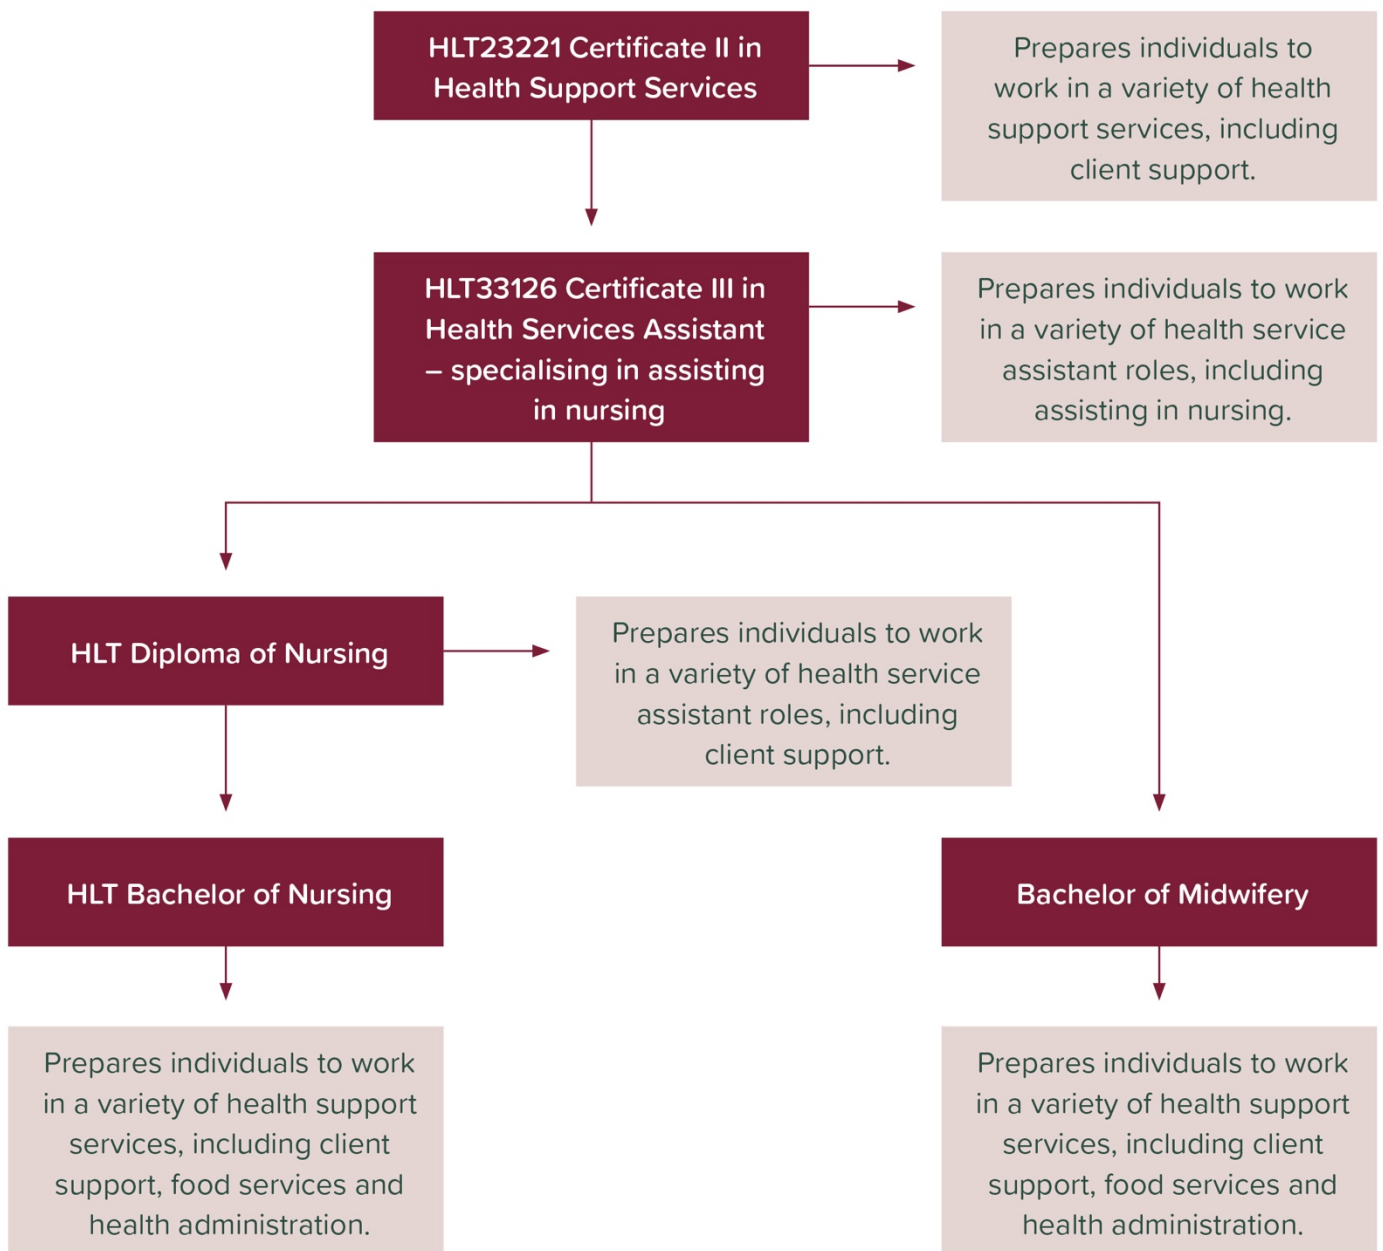 HLT23221 Certificate II in
Health Support Services
Prepares individuals to
work in a variety of health
support services, including
client support.
HLT33126 Certificate III in
Health Services Assistant
– specialising in assisting
in nursing
Prepares individuals to work
in a variety of health service
assistant roles, including
assisting in nursing.
HLT Diploma of Nursing
Prepares individuals to work
in a variety of health service
assistant roles, including
client support.
HLT Bachelor of Nursing
Bachelor of Midwifery
Prepares individuals to work
in a variety of health support
services, including client
support, food services and
health administration.
Prepares individuals to work
in a variety of health support
services, including client
support, food services and
health administration.